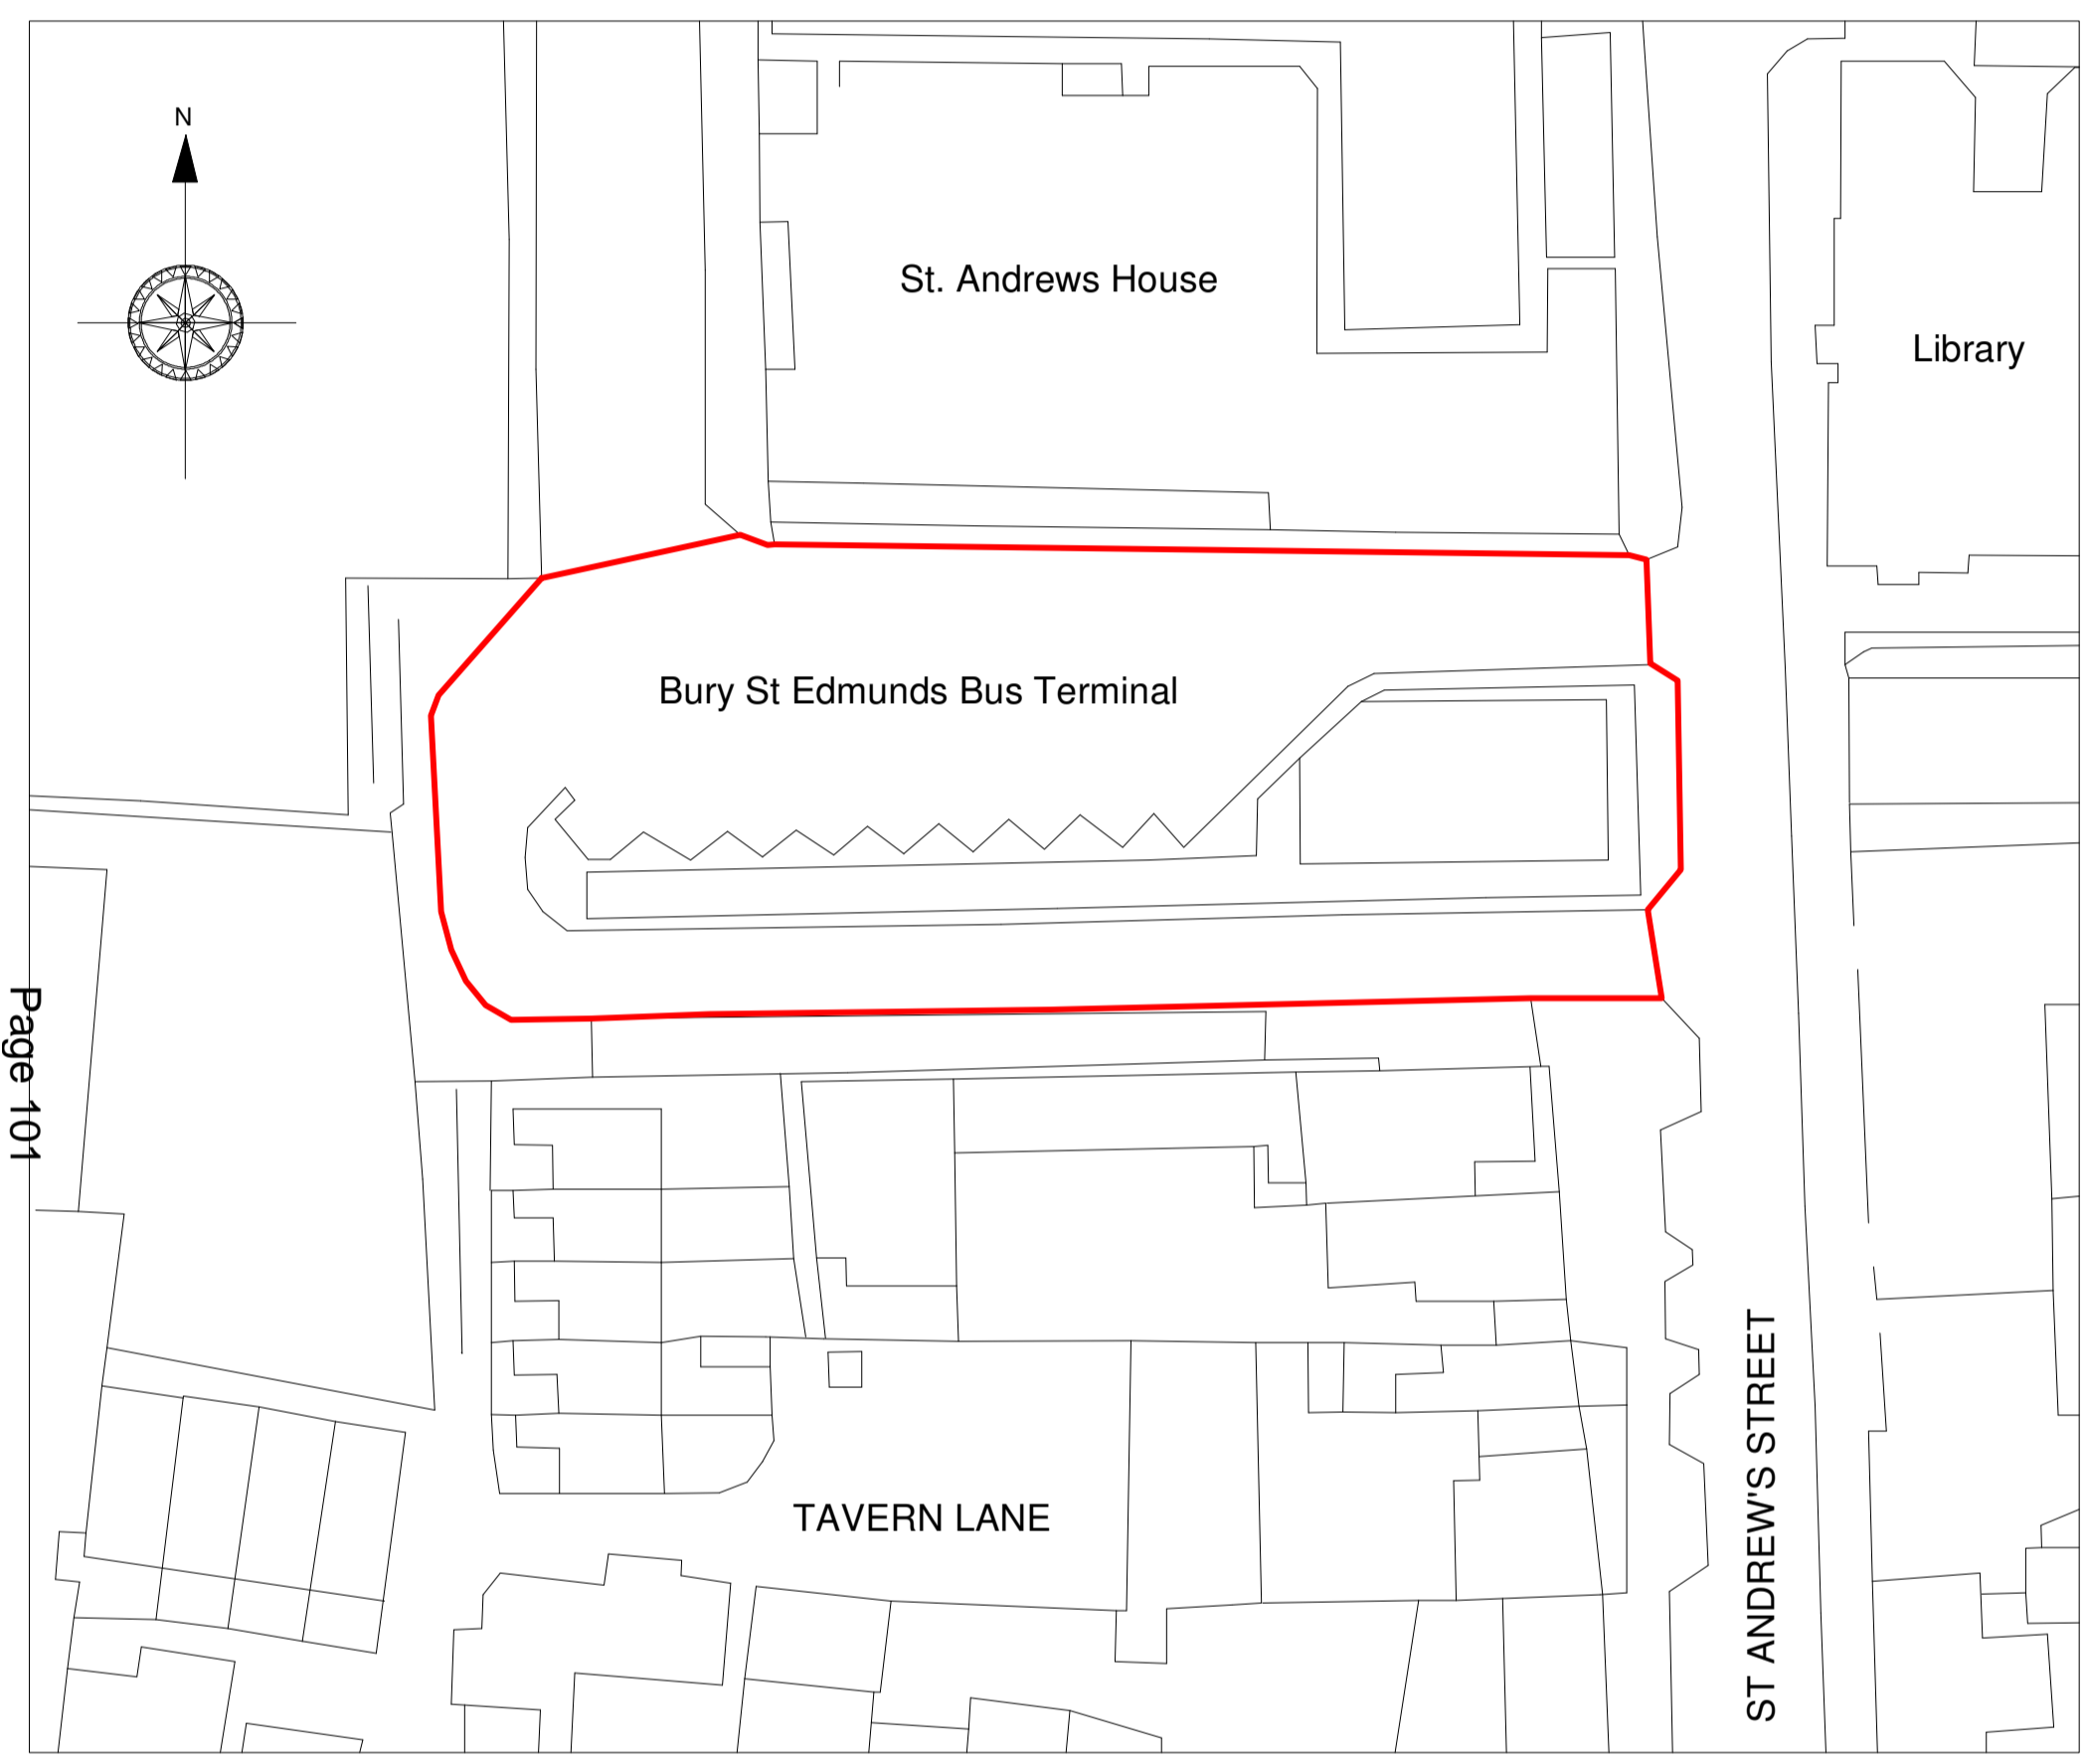 N
St. Andrews House
Library
Bury St Edmunds Bus Terminal
Page 101
TAVERN LANE
ST ANDREW'S STREET